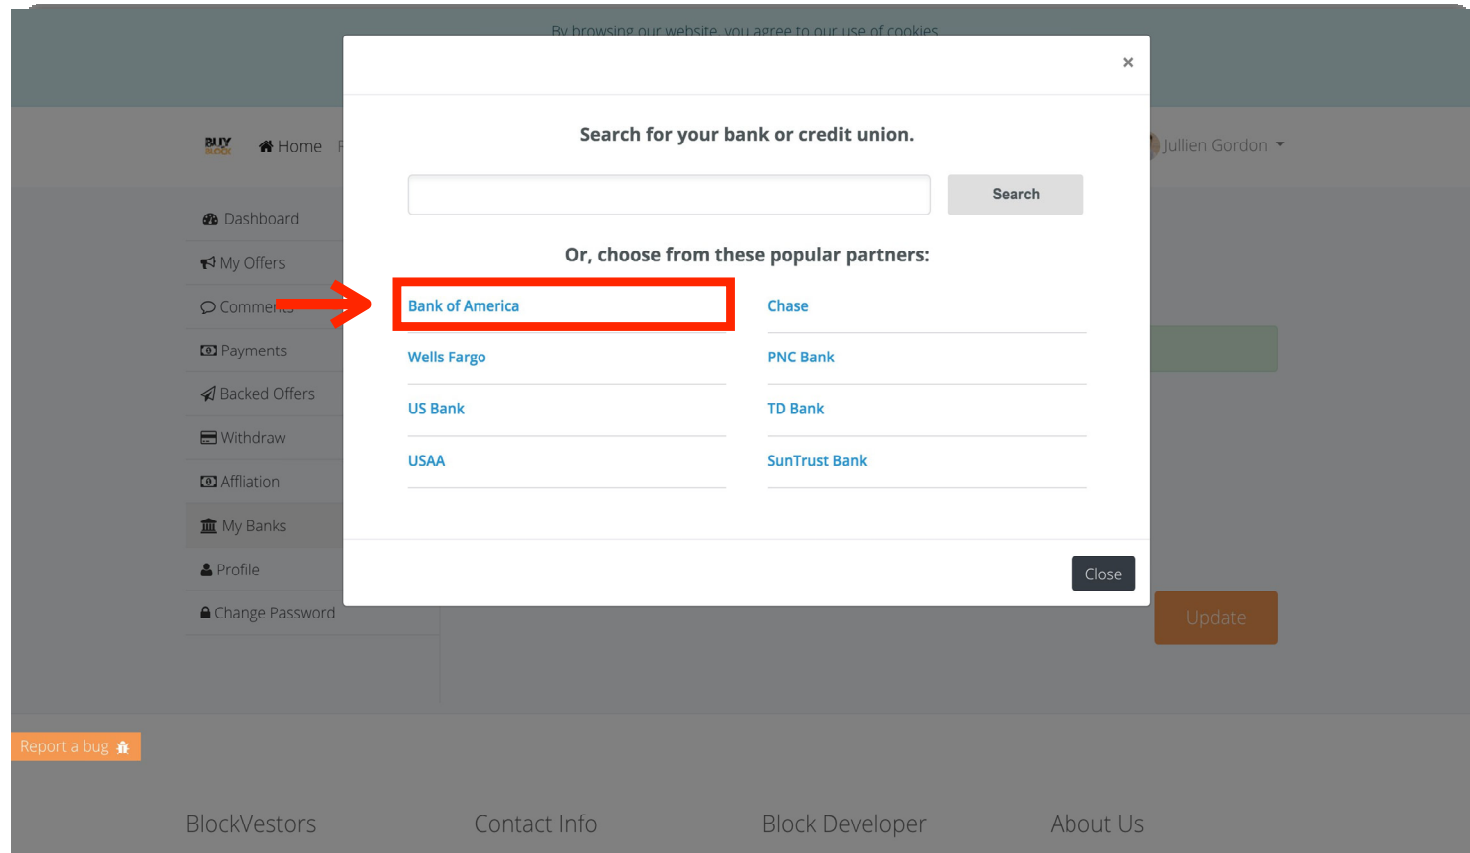 By browsing our website, you agree to our use of cookies
×
Search for your bank or credit union.
BUY
BLOCK
Home
Jullien Gordon
Search
Dashboard
Or, choose from these popular partners:
My Offers
Bank of America
Chase
Comments
Payments
Wells Fargo
PNC Bank
Backed Offers
US Bank
TD Bank
Withdraw
USAA
SunTrust Bank
Affliation
My Banks
Profile
Close
Change Password
Update
Report a bug
BlockVestors
Contact Info
Block Developer
About Us